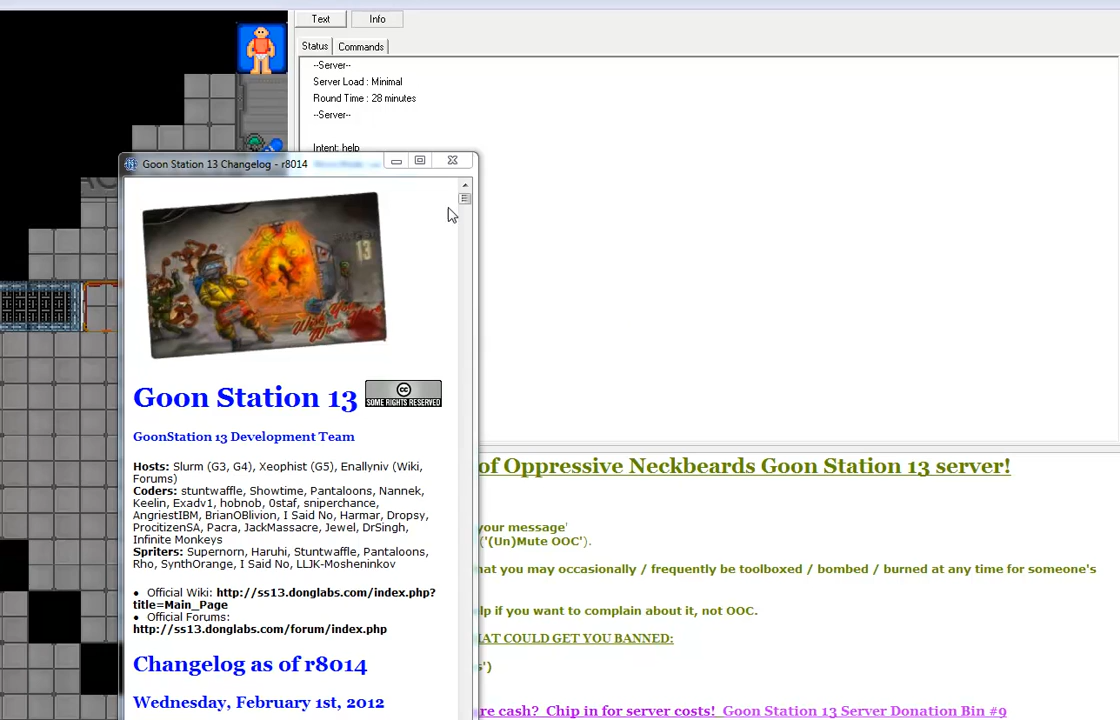 Text
Info
Status
Commands
--Server--
Server Load : Minimal
Round Time : 28 minutes
--Server--
Intent: help
Goon Station 13 Changelog - r8014
13
Wish You
Were Here
Goon Station 13
cc
SOME RIGHTS RESERVED
GoonStation 13 Development Team
Hosts: Slurm (G3, G4), Xeophist (G5), Enallyniv (Wiki,
Forums)
Coders: stuntwaffle, Showtime, Pantaloons, Nannek,
Keelin, Exadv1, hobnob, 0staf, sniperchance,
AngriestIBM, BrianOBlivion, I Said No, Harmar, Dropsy,
ProcitizenSA, Pacra, JackMassacre, Jewel, DrSingh,
Infinite Monkeys
Spriters: Supernorn, Haruhi, Stuntwaffle, Pantaloons,
Rho, SynthOrange, I Said No, LLJK-Mosheninkov
• Official Wiki: http://ss13.donglabs.com/index.php?
title=Main_Page
• Official Forums:
http://ss13.donglabs.com/forum/index.php
Changelog as of r8014
Wednesday, February 1st, 2012
of Oppressive Neckbeards Goon Station 13 server!
your message'
('(Un)Mute OOC').
hat you may occasionally / frequently be toolboxed / bombed / burned at any time for someone's
lp if you want to complain about it, not OOC.
AT COULD GET YOU BANNED:
s')
re cash? Chip in for server costs! Goon Station 13 Server Donation Bin #9